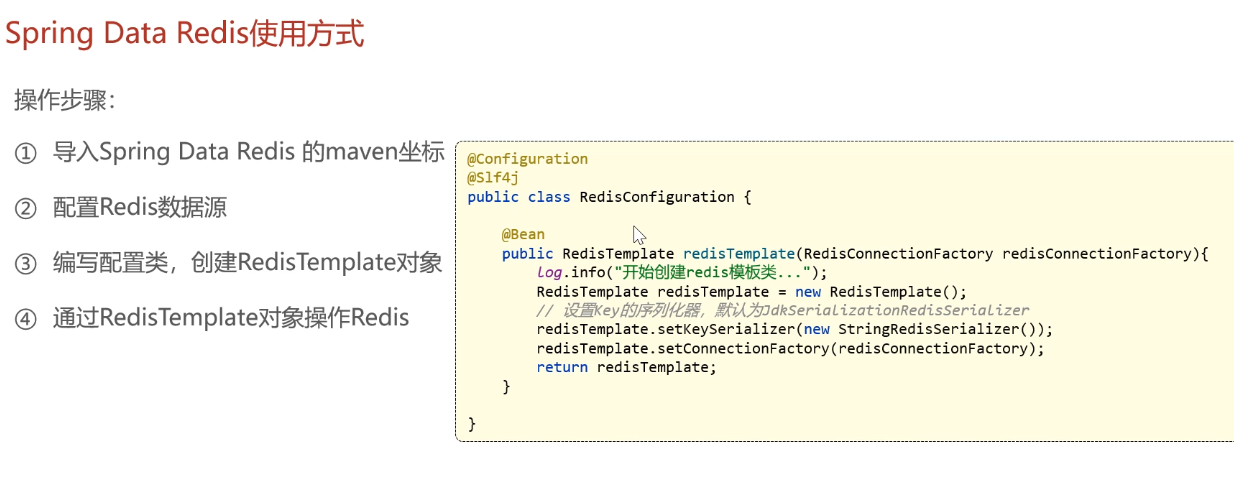 Spring Data Redis使用方式
操作步骤：
① 导入Spring Data Redis 的maven坐标
② 配置Redis数据源
③ 编写配置类，创建RedisTemplate对象
④ 通过RedisTemplate对象操作Redis
@Configuration
@Slf4j
public class RedisConfiguration {
@Bean
public RedisTemplate redisTemplate(RedisConnectionFactory redisConnectionFactory){
log.info("开始创建redis模板类...");
RedisTemplate redisTemplate = new RedisTemplate();
// 设置Key的序列化器，默认为JdkSerializationRedisSerializer
redisTemplate.setKeySerializer(new StringRedisSerializer());
redisTemplate.setConnectionFactory(redisConnectionFactory);
return redisTemplate;
}
}